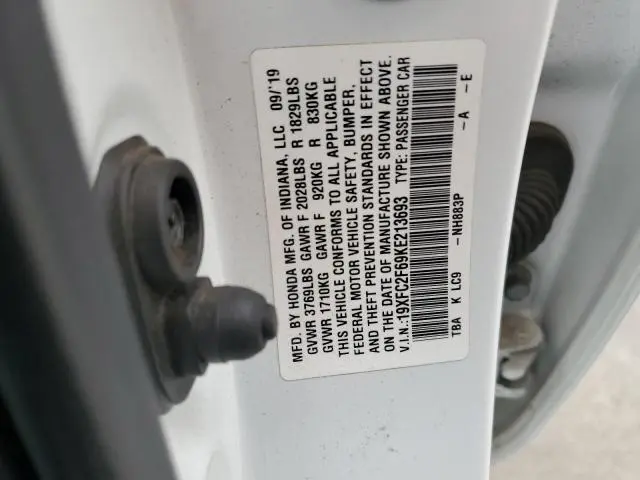 MFD. BY HONDA MFG. OF INDIANA, LLC 09/'19
GVWR 3769LBS GAWR F 2028LBS R 1829LBS
GVWR 1710KG GAWR F 920KG R 830KG
THIS VEHICLE CONFORMS TO ALL APPLICABLE
FEDERAL MOTOR VEHICLE SAFETY, BUMPER,
AND THEFT PREVENTION STANDARDS IN EFFECT
ON THE DATE OF MANUFACTURE SHOWN ABOVE.
V.I.N.:19XFC2F69KE213693 TYPE: PASSENGER CAR
TBA K LC9 -NH883P -A -E